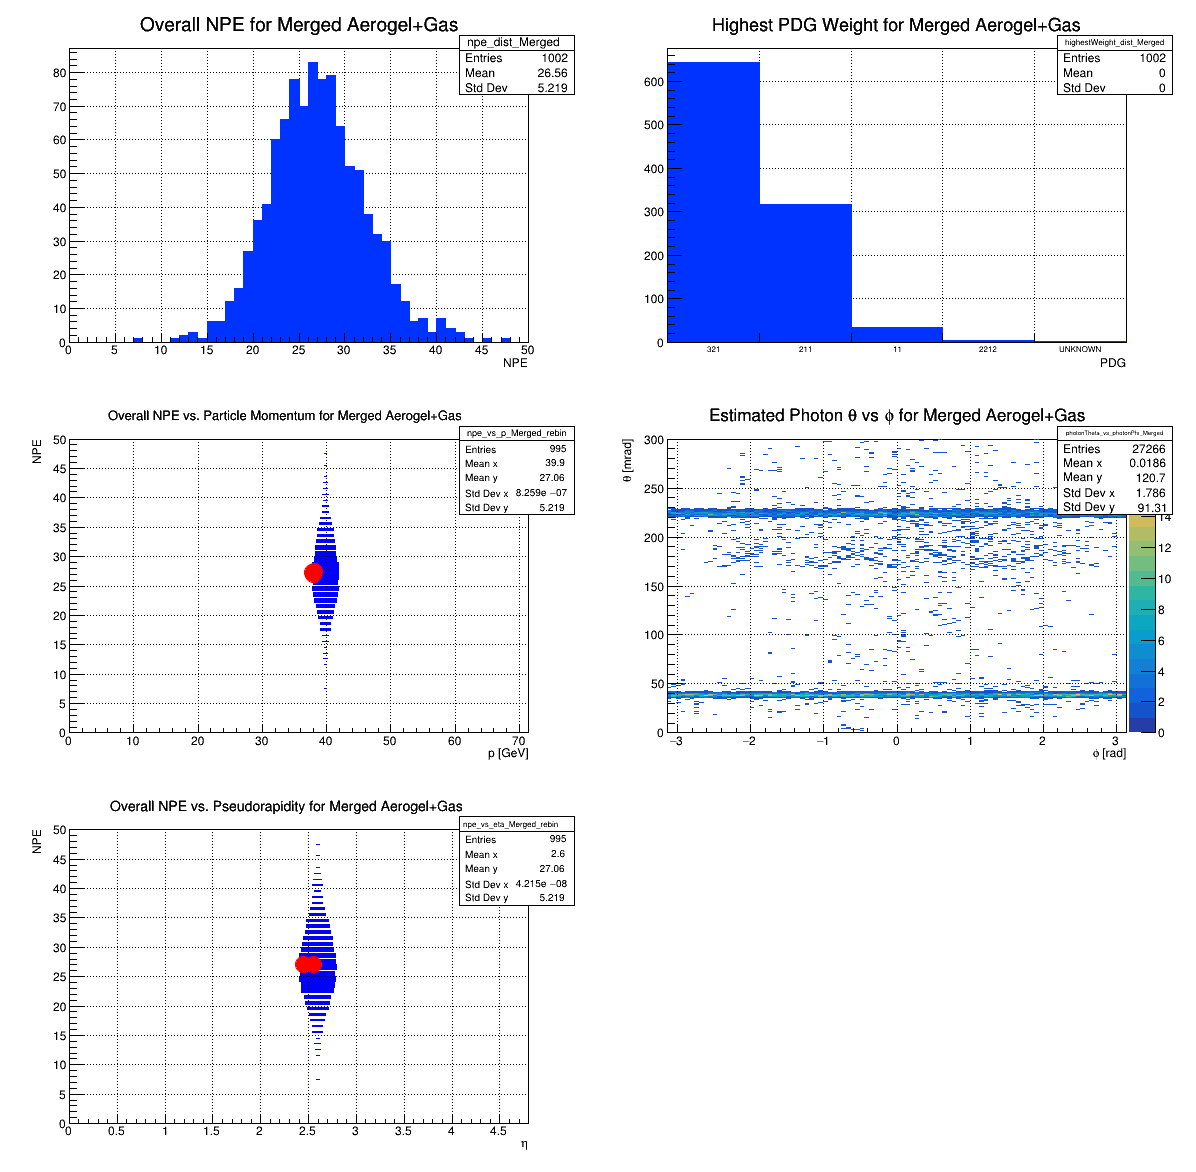 Overall NPE for Merged Aerogel+Gas
npe_dist_Merged
Entries 1002
Mean 26.56
Std Dev 5.219
80
70
60
50
40
30
20
10
0
0 5 10 15 20 25 30 35 40 45 50
NPE
Highest PDG Weight for Merged Aerogel+Gas
highestWeight_dist_Merged
Entries 1002
Mean 0
Std Dev 0
600
500
400
300
200
100
0
321 211 11 2212 UNKNOWN
PDG
Overall NPE vs. Particle Momentum for Merged Aerogel+Gas
npe_vs_p_Merged_rebin
Entries 995
Mean x 39.9
Mean y 27.06
Std Dev x 8.259e −07
Std Dev y 5.219
NPE
50
45
40
35
30
25
20
15
10
5
0
0 10 20 30 40 50 60 70
p [GeV]
Estimated Photon θ vs ϕ for Merged Aerogel+Gas
photonTheta_vs_photonPhi_Merged
Entries 27266
Mean x 0.0186
Mean y 120.7
Std Dev x 1.786
Std Dev y 91.31
θ [mrad]
300
250
200
150
100
50
0
−3 −2 −1 0 1 2 3
ϕ [rad]
14
12
10
8
6
4
2
0
Overall NPE vs. Pseudorapidity for Merged Aerogel+Gas
npe_vs_eta_Merged_rebin
Entries 995
Mean x 2.6
Mean y 27.06
Std Dev x 4.215e −08
Std Dev y 5.219
NPE
50
45
40
35
30
25
20
15
10
5
0
0 0.5 1 1.5 2 2.5 3 3.5 4 4.5
η